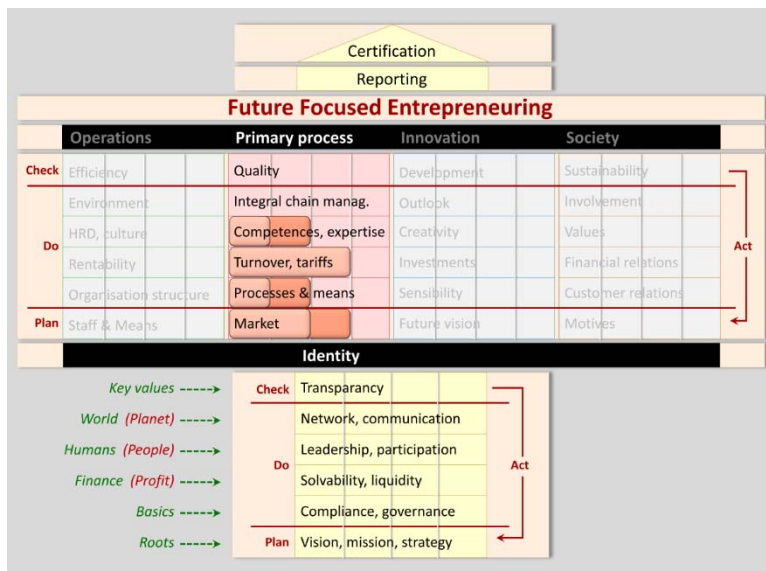 Certification
Reporting
Future Focused Entrepreneuring
Operations Primary process Innovation Society
Check Efficiency Quality Development Sustainability
Environment Integral chain manag. Outlook Involvement
HRD, culture Competences, expertise Creativity Values
Do Act
Rentability Turnover, tariffs Investments Financial relations
Organisation structure Processes & means Sensibility Customer relations
Plan Staff & Means Market Future vision Motives
Identity
Key values Check Transparancy
World (Planet) Network, communication
Humans (People) Leadership, participation
Do Act
Finance (Profit) Solvability, liquidity
Basics Compliance, governance
Roots Plan Vision, mission, strategy